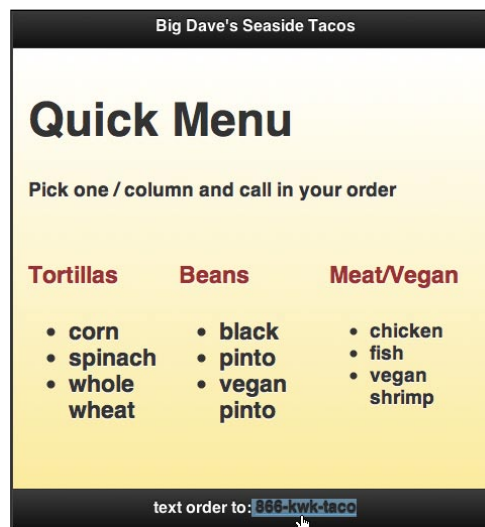 Big Dave's Seaside Tacos
Quick Menu
Pick one / column and call in your order
Tortillas
• corn
• spinach
• whole
wheat
Beans
• black
• pinto
• vegan
pinto
Meat/Vegan
• chicken
• fish
• vegan
shrimp
text order to: 866-kwk-taco